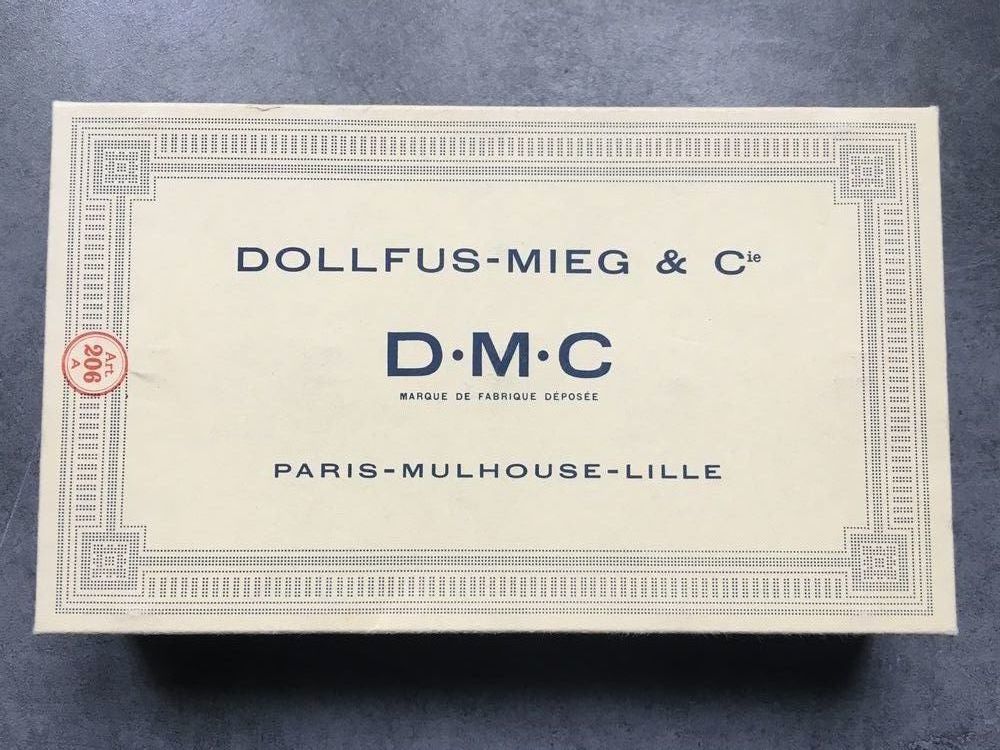 DOLLFUS-MIEG & Cie
D·M·C
MARQUE DE FABRIQUE DÉPOSÉE
PARIS-MULHOUSE-LILLE
Art.
206
A